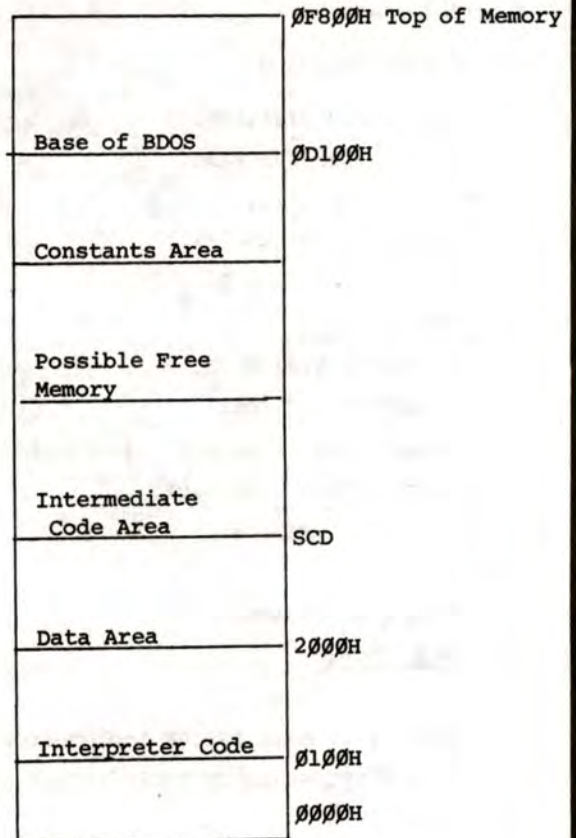 ØF8ØØH Top of Memory
Base of BDOS
ØD1ØØH
Constants Area
Possible Free
Memory
Intermediate
Code Area
SCD
Data Area
2ØØØH
Interpreter Code
Ø1ØØH
ØØØØH